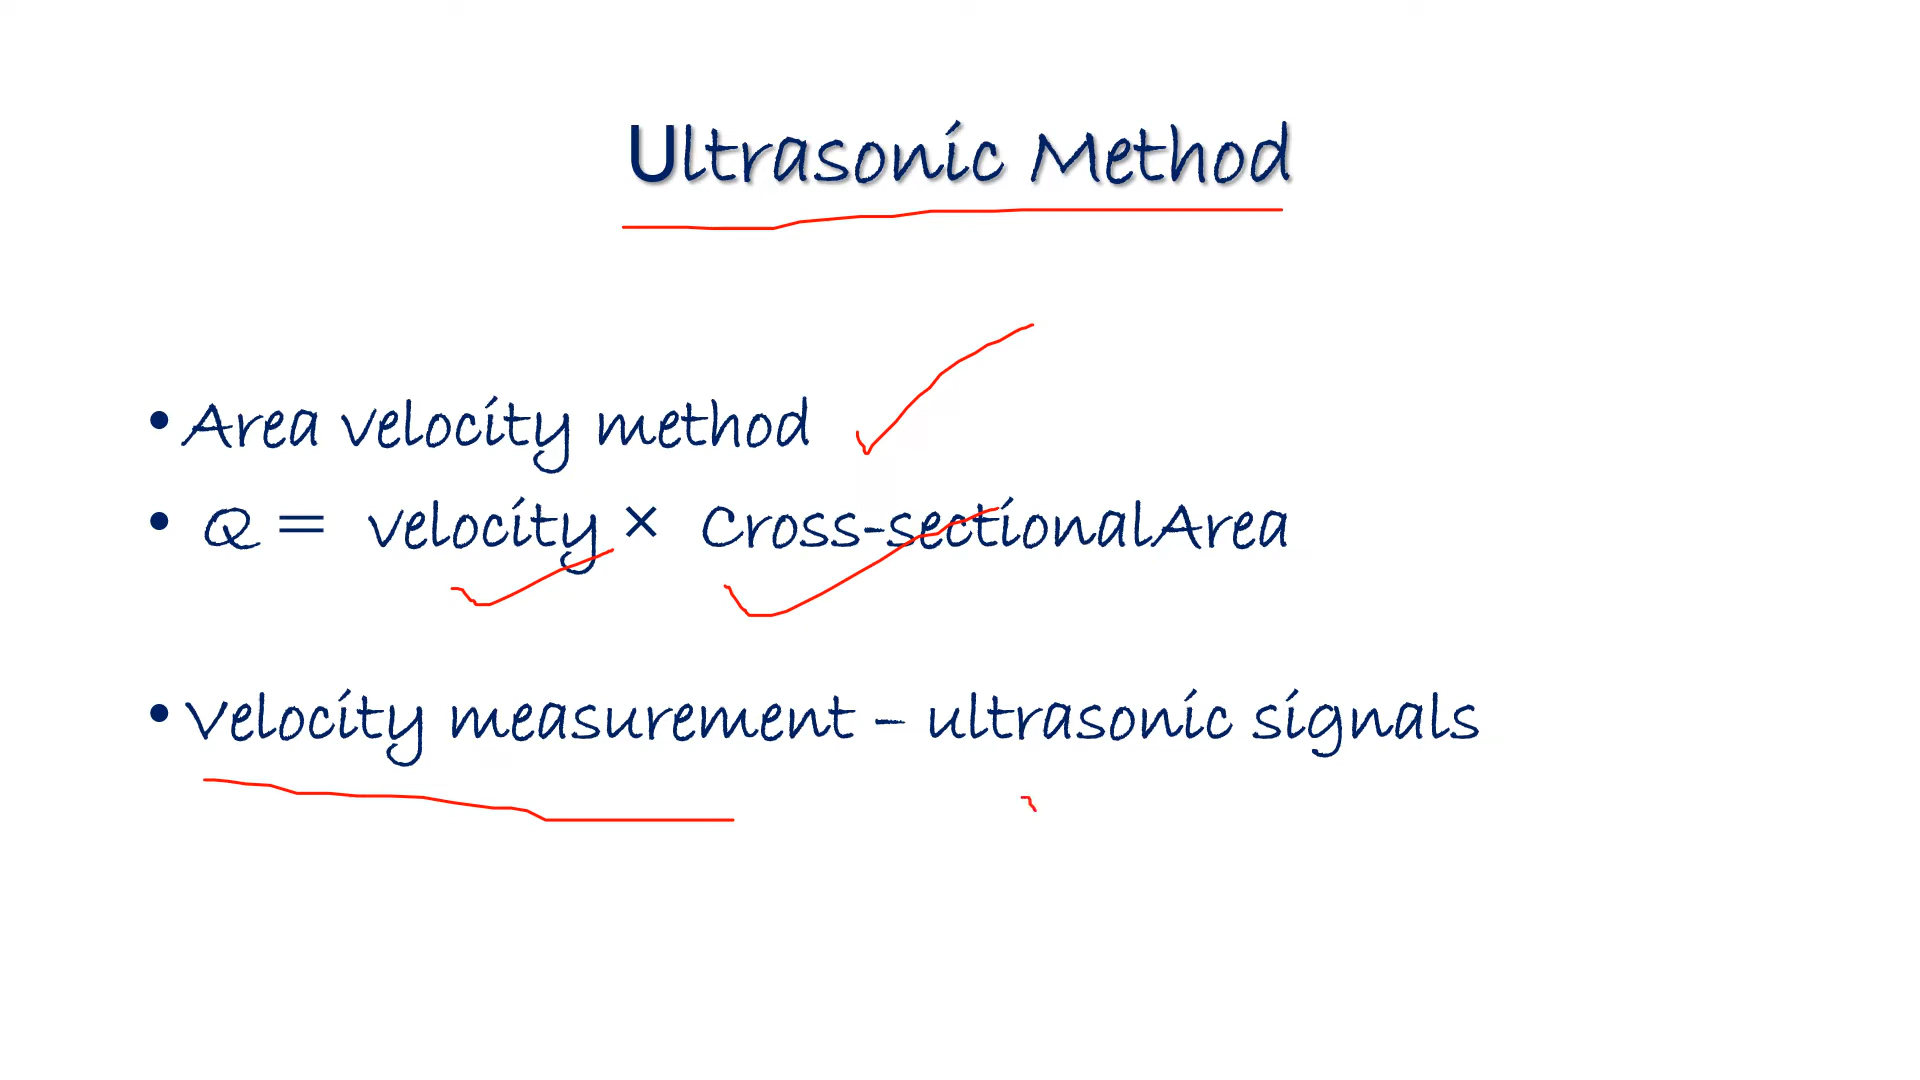 Ultrasonic Method
• Area velocity method
• Q = velocity × Cross-sectionalArea
• Velocity measurement – ultrasonic signals